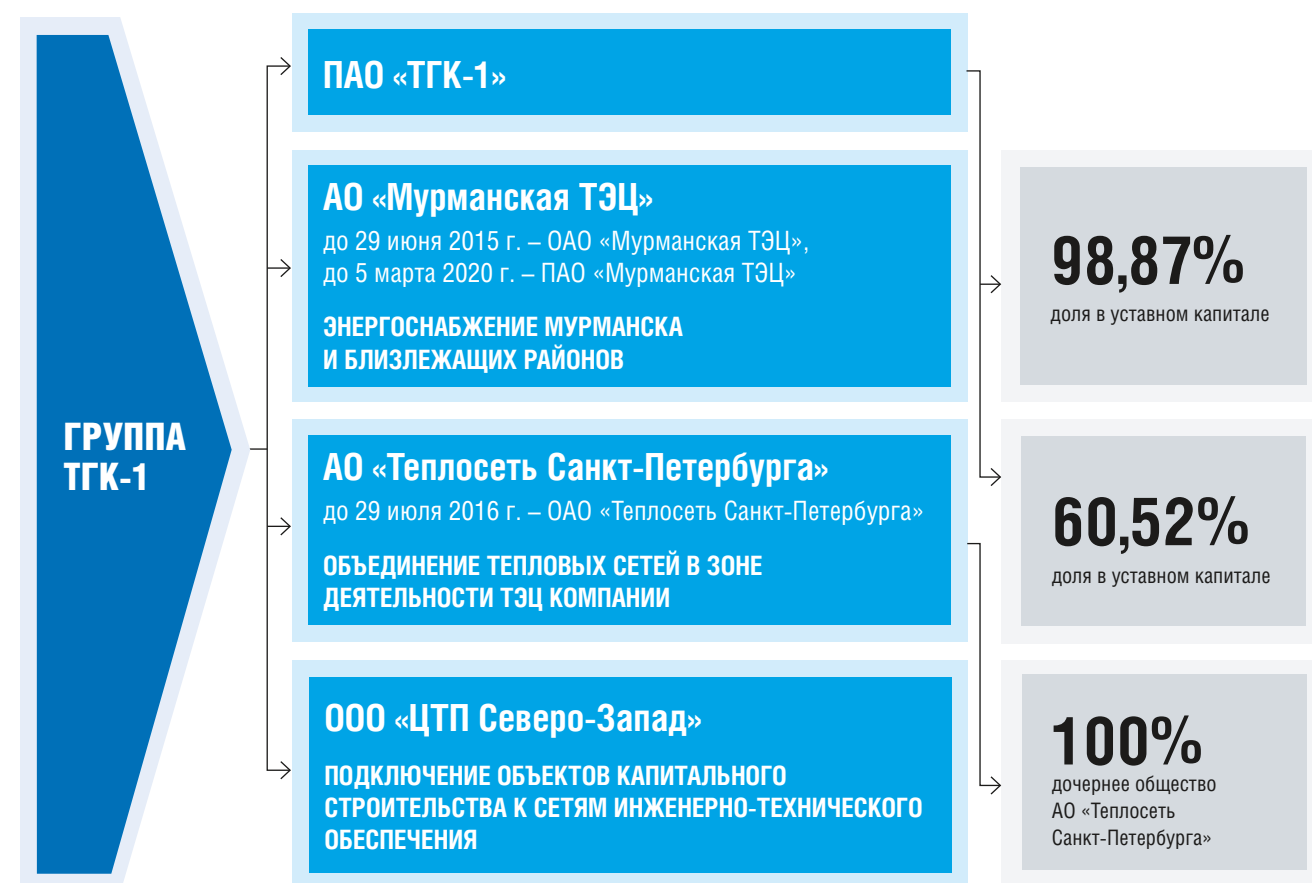 ГРУППА
ТГК-1
ПАО «ТГК-1»
АО «Мурманская ТЭЦ»
до 29 июня 2015 г. – ОАО «Мурманская ТЭЦ»,
до 5 марта 2020 г. – ПАО «Мурманская ТЭЦ»
ЭНЕРГОСНАБЖЕНИЕ МУРМАНСКА
И БЛИЗЛЕЖАЩИХ РАЙОНОВ
98,87%
доля в уставном капитале
АО «Теплосеть Санкт-Петербурга»
до 29 июля 2016 г. – ОАО «Теплосеть Санкт-Петербурга»
ОБЪЕДИНЕНИЕ ТЕПЛОВЫХ СЕТЕЙ В ЗОНЕ
ДЕЯТЕЛЬНОСТИ ТЭЦ КОМПАНИИ
60,52%
доля в уставном капитале
ООО «ЦТП Северо-Запад»
ПОДКЛЮЧЕНИЕ ОБЪЕКТОВ КАПИТАЛЬНОГО
СТРОИТЕЛЬСТВА К СЕТЯМ ИНЖЕНЕРНО-ТЕХНИЧЕСКОГО
ОБЕСПЕЧЕНИЯ
100%
дочернее общество
АО «Теплосеть
Санкт-Петербурга»